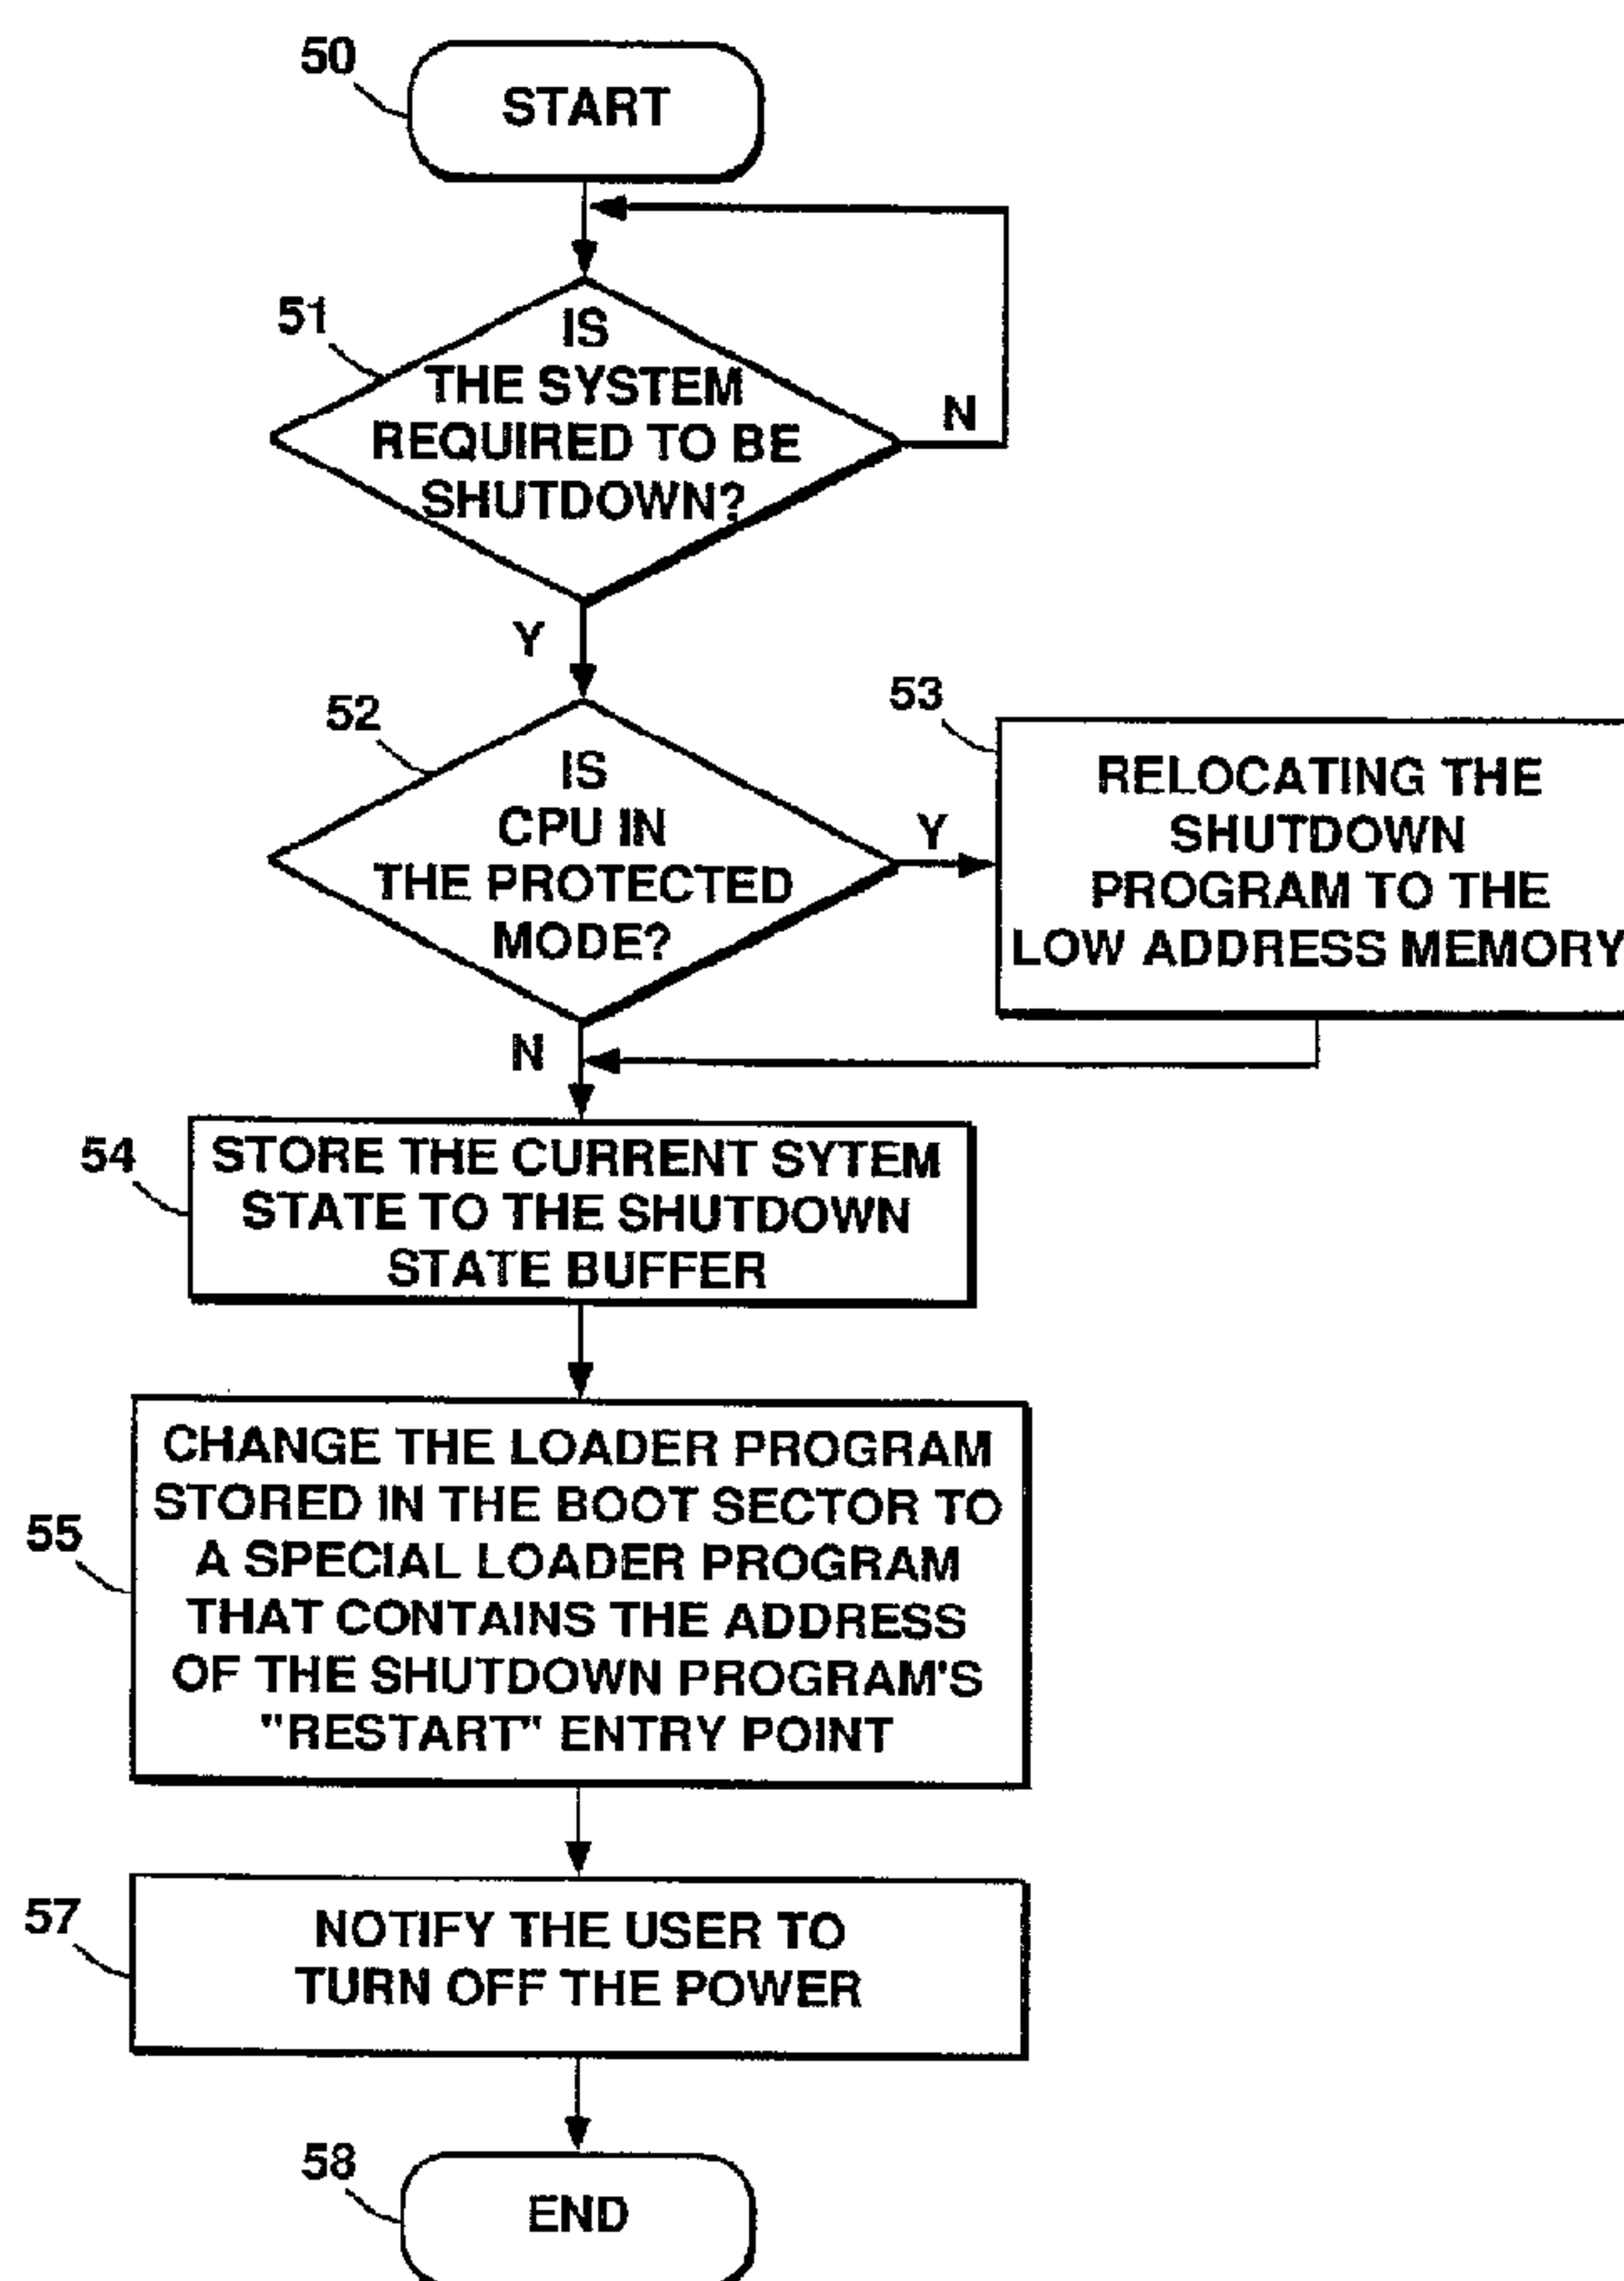 50
START
51
IS
THE SYSTEM
REQUIRED TO BE
SHUTDOWN?
N
Y
52
IS
CPU IN
THE PROTECTED
MODE?
Y
53
RELOCATING THE
SHUTDOWN
PROGRAM TO THE
LOW ADDRESS MEMORY
N
54
STORE THE CURRENT SYTEM
STATE TO THE SHUTDOWN
STATE BUFFER
55
CHANGE THE LOADER PROGRAM
STORED IN THE BOOT SECTOR TO
A SPECIAL LOADER PROGRAM
THAT CONTAINS THE ADDRESS
OF THE SHUTDOWN PROGRAM'S
"RESTART" ENTRY POINT
57
NOTIFY THE USER TO
TURN OFF THE POWER
58
END